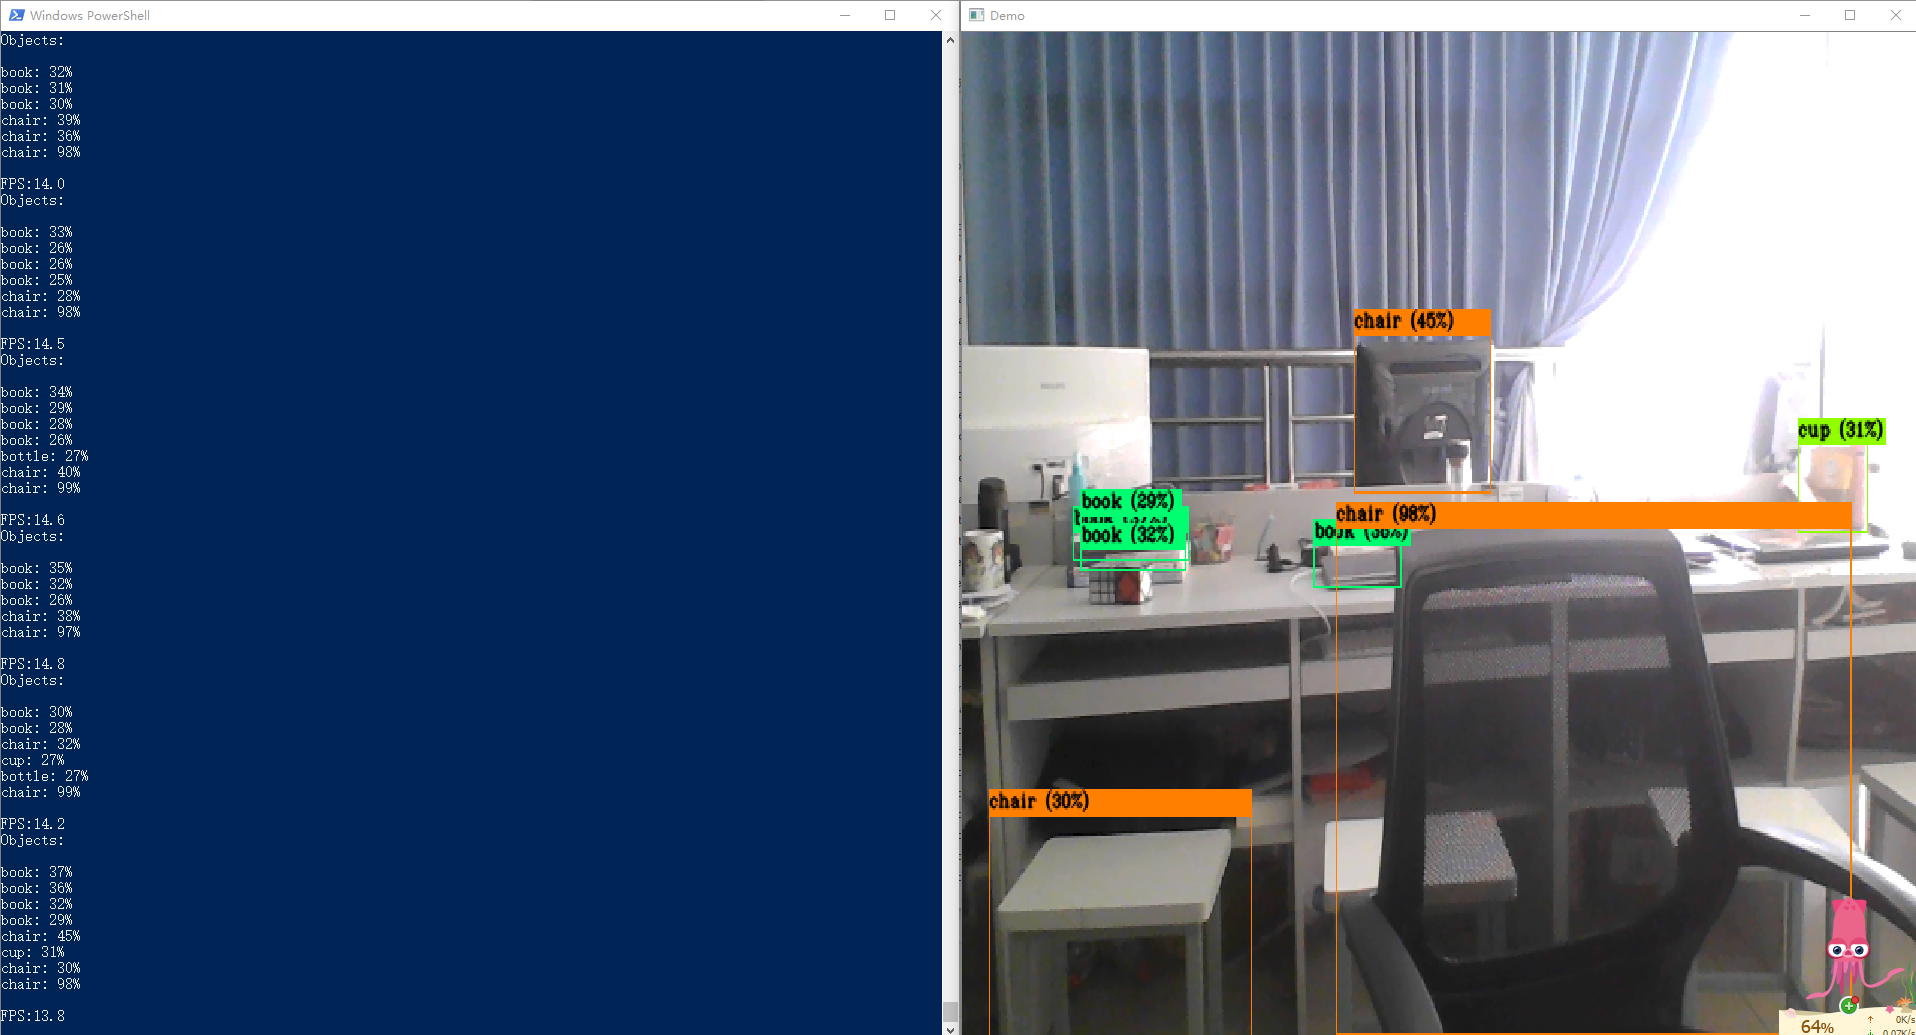 Windows PowerShell
Objects:
book: 32%
book: 31%
book: 30%
chair: 39%
chair: 36%
chair: 98%
FPS:14.0
Objects:
book: 33%
book: 26%
book: 26%
book: 25%
chair: 28%
chair: 98%
FPS:14.5
Objects:
book: 34%
book: 29%
book: 28%
book: 26%
bottle: 27%
chair: 40%
chair: 99%
FPS:14.6
Objects:
book: 35%
book: 32%
book: 26%
chair: 38%
chair: 97%
FPS:14.8
Objects:
book: 30%
book: 28%
chair: 32%
cup: 27%
bottle: 27%
chair: 99%
FPS:14.2
Objects:
book: 37%
book: 36%
book: 32%
book: 29%
chair: 45%
cup: 31%
chair: 30%
chair: 98%
FPS:13.8
Demo
chair (45%)
cup (31%)
book (29%)
book (32%)
chair (98%)
book (36%)
chair (30%)
PHILIPS
64%
0K/s
0.07K/s